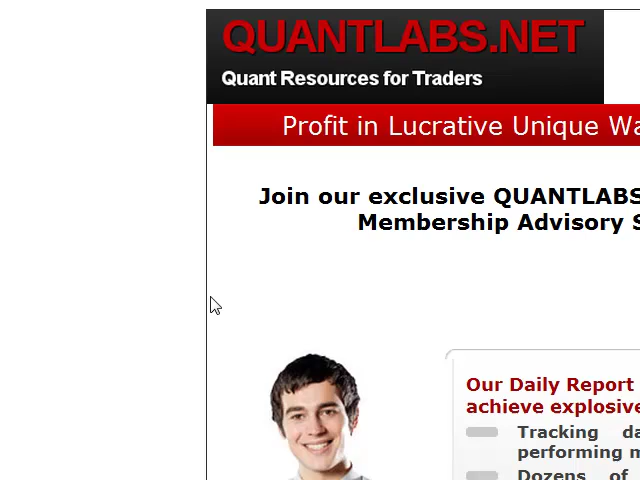 QUANTLABS.NET
Quant Resources for Traders
Profit in Lucrative Unique Wa
Join our exclusive QUANTLABS
Membership Advisory S
Our Daily Report
achieve explosive
Tracking da
performing m
Dozens of